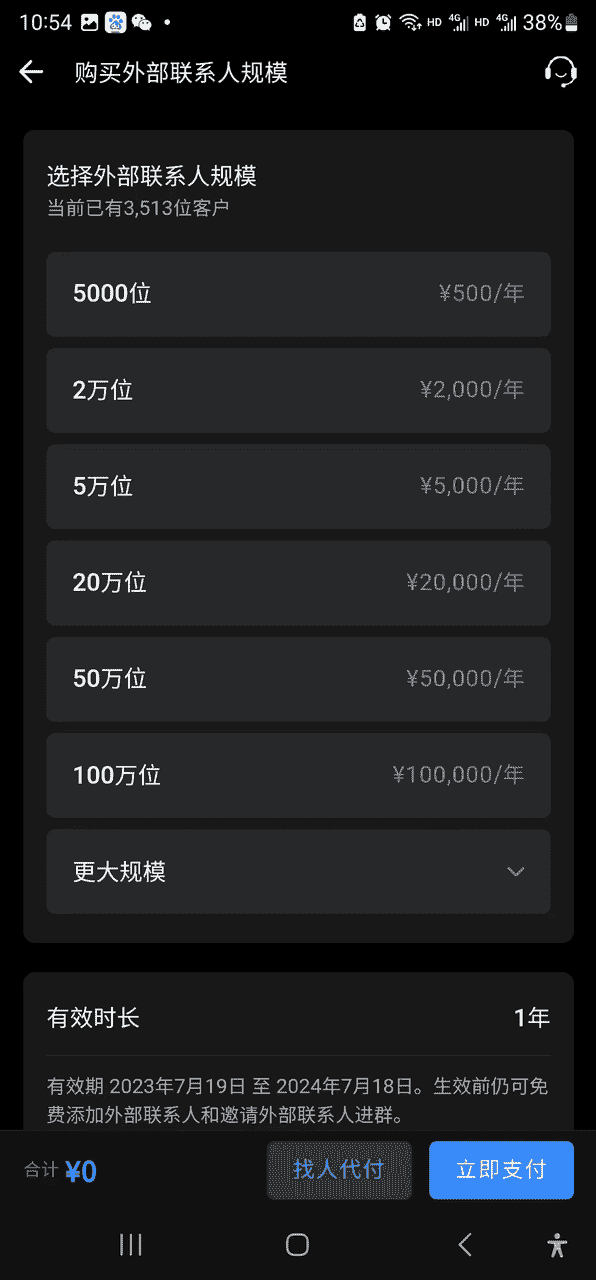 10:54 HD 4G HD 4G 38%
购买外部联系人规模
选择外部联系人规模
当前已有3,513位客户
5000位 ¥500/年
2万位 ¥2,000/年
5万位 ¥5,000/年
20万位 ¥20,000/年
50万位 ¥50,000/年
100万位 ¥100,000/年
更大规模
有效时长 1年
有效期 2023年7月19日 至 2024年7月18日。生效前仍可免
费添加外部联系人和邀请外部联系人进群。
合计 ¥0 找人代付 立即支付